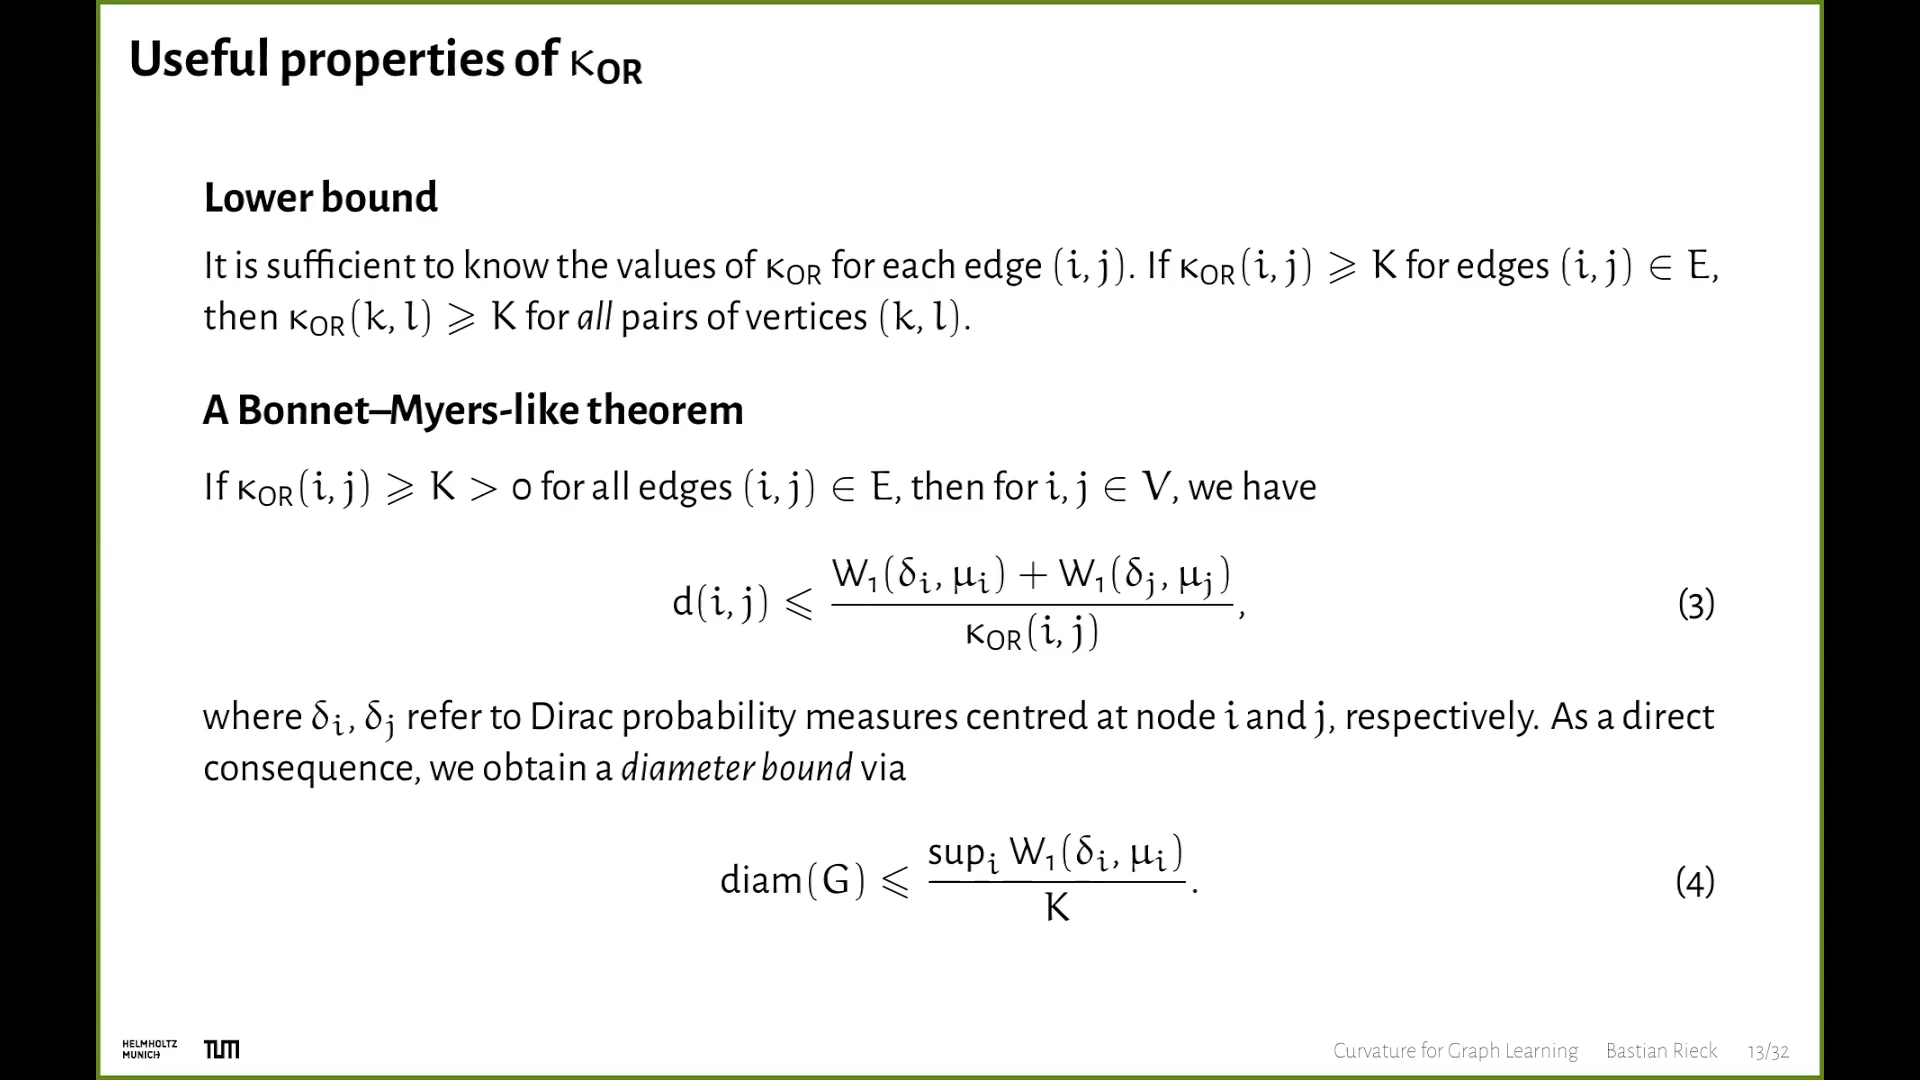 Useful properties of κOR
Lower bound
It is sufficient to know the values of κOR for each edge (i, j). If κOR(i, j) ⩾ K for edges (i, j) ∈ E,
then κOR(k, l) ⩾ K for all pairs of vertices (k, l).
A Bonnet–Myers-like theorem
If κOR(i, j) ⩾ K > 0 for all edges (i, j) ∈ E, then for i, j ∈ V, we have
d(i, j) ⩽ W₁(δᵢ, μᵢ) + W₁(δⱼ, μⱼ) / κOR(i, j), (3)
where δᵢ, δⱼ refer to Dirac probability measures centred at node i and j, respectively. As a direct
consequence, we obtain a diameter bound via
diam(G) ⩽ supᵢ W₁(δᵢ, μᵢ) / K. (4)
HELMHOLTZ
MUNICH
TUM
Curvature for Graph Learning Bastian Rieck 13/32